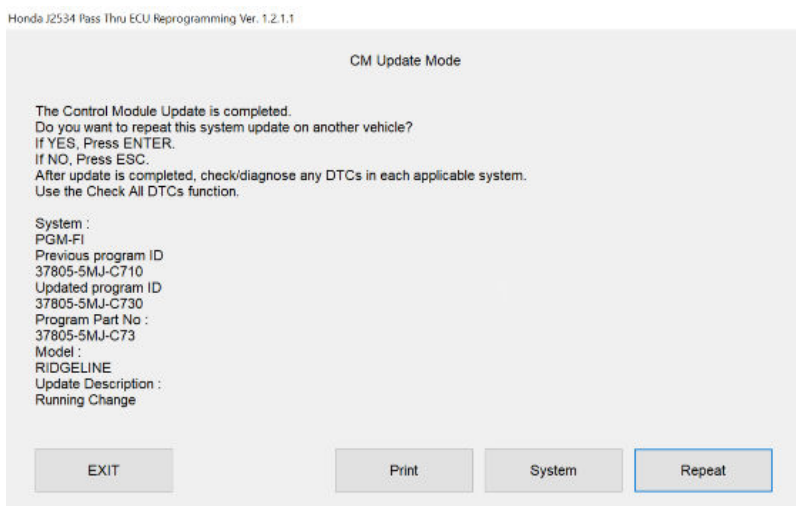 Honda J2534 Pass Thru ECU Reprogramming Ver. 1.2.1.1
CM Update Mode
The Control Module Update is completed.
Do you want to repeat this system update on another vehicle?
If YES, Press ENTER.
If NO, Press ESC.
After update is completed, check/diagnose any DTCs in each applicable system.
Use the Check All DTCs function.
System :
PGM-FI
Previous program ID
37805-5MJ-C710
Updated program ID
37805-5MJ-C730
Program Part No :
37805-5MJ-C73
Model :
RIDGELINE
Update Description :
Running Change
EXIT
Print
System
Repeat